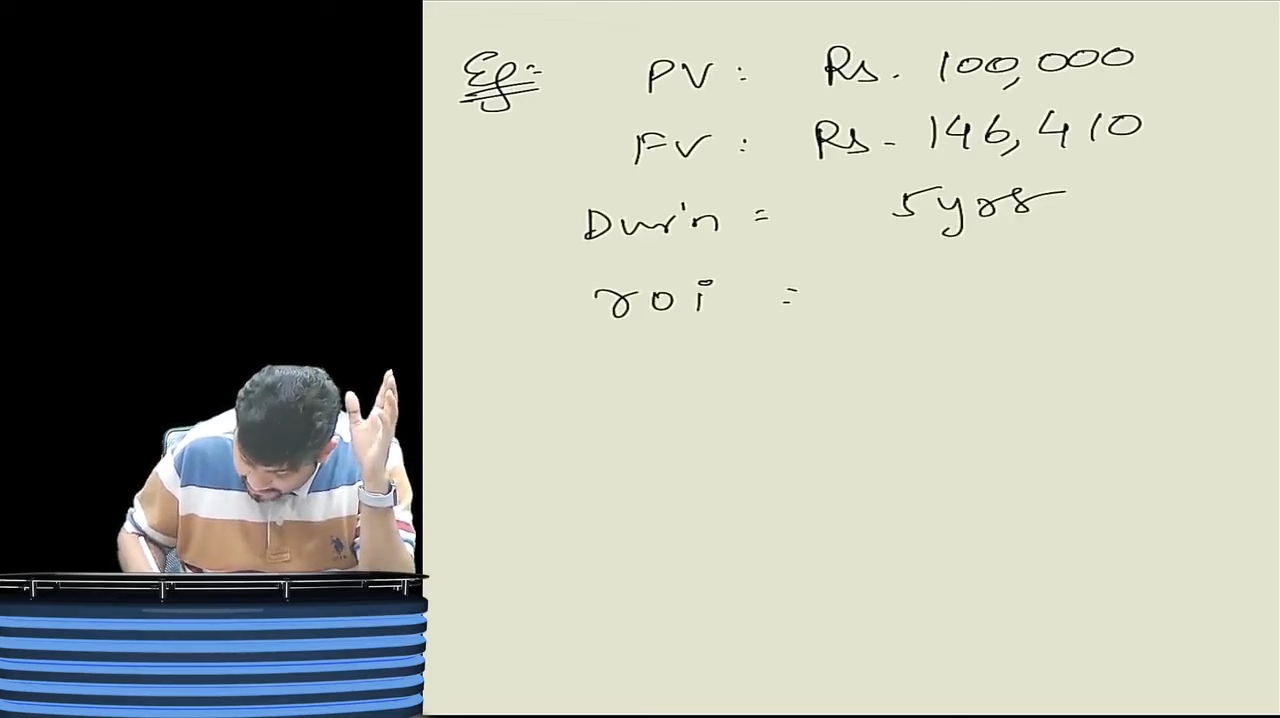 Eg:- PV : Rs. 100,000
FV : Rs. 146,410
Dur'n = 5yrs
roi =